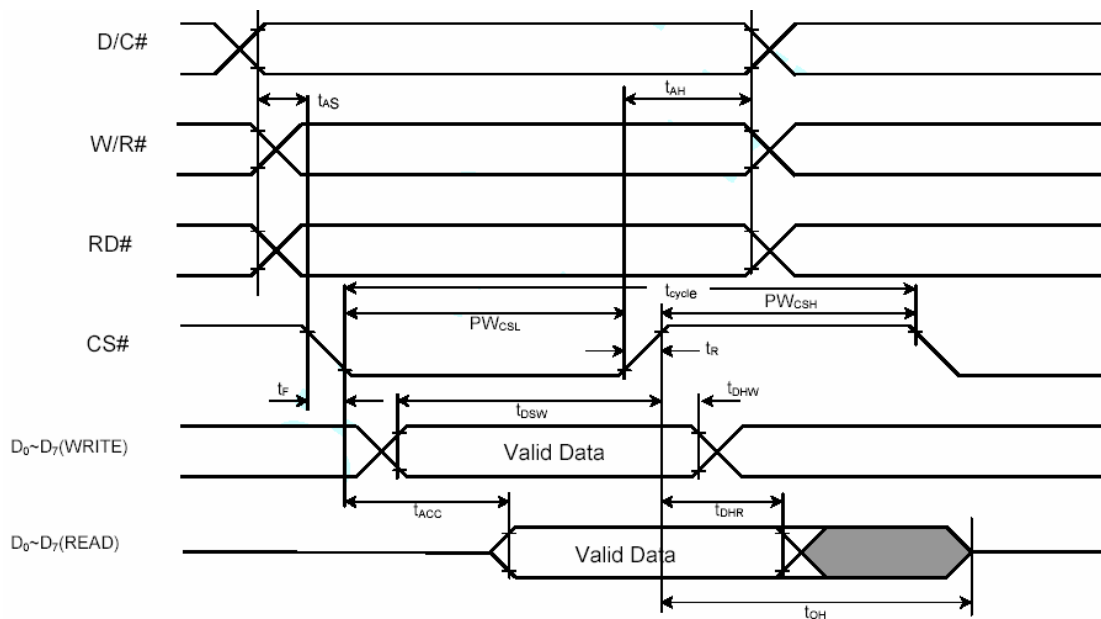 D/C#
tAS
tAH
W/R#
RD#
tcycle
PWCSL
PWCSH
CS#
tR
tF
tDSW
tDHW
D0~D7(WRITE)
Valid Data
tACC
tDHR
D0~D7(READ)
Valid Data
tOH